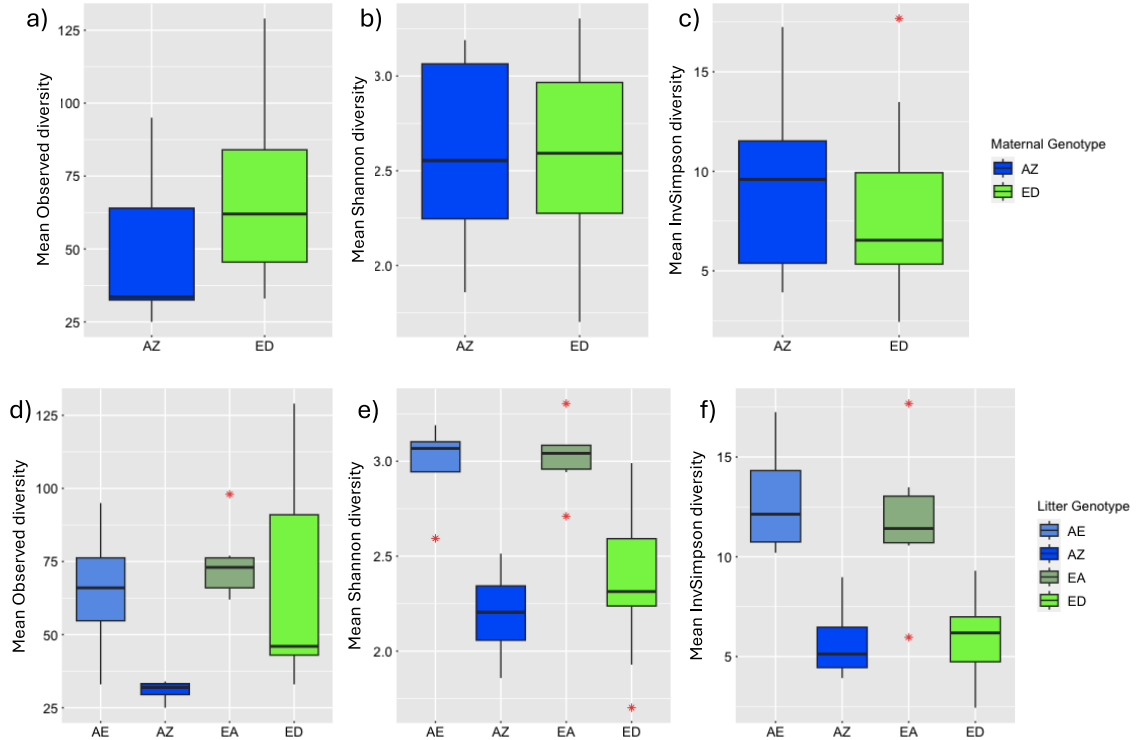 a)
Mean Observed diversity
125
100
75
50
25
AZ
ED
b)
Mean Shannon diversity
3.0
2.5
2.0
AZ
ED
c)
Mean InvSimpson diversity
15
10
5
AZ
ED
Maternal Genotype
AZ
ED
d)
Mean Observed diversity
125
100
75
50
25
AE
AZ
EA
ED
e)
Mean Shannon diversity
3.0
2.5
2.0
AE
AZ
EA
ED
f)
Mean InvSimpson diversity
15
10
5
AE
AZ
EA
ED
Litter Genotype
AE
AZ
EA
ED